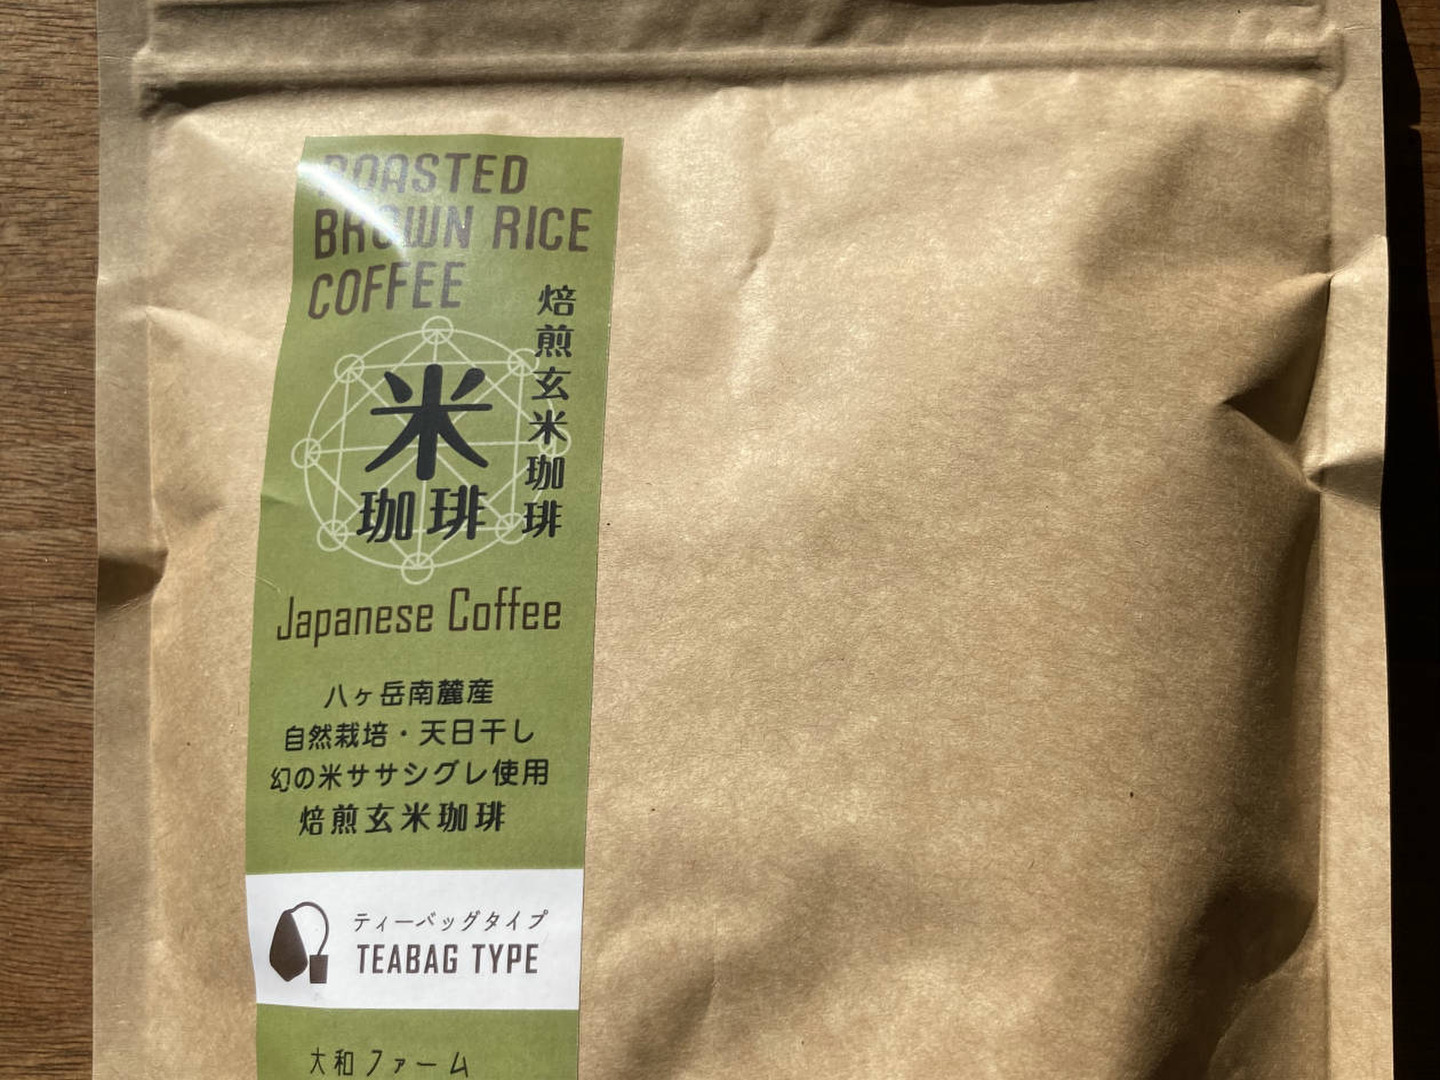 ROASTED
BROWN RICE
COFFEE
焙煎玄米珈琲
米
珈琲
Japanese Coffee
八ヶ岳南麓産
自然栽培・天日干し
幻の米ササシグレ使用
焙煎玄米珈琲
ティーバッグタイプ
TEABAG TYPE
大和ファーム